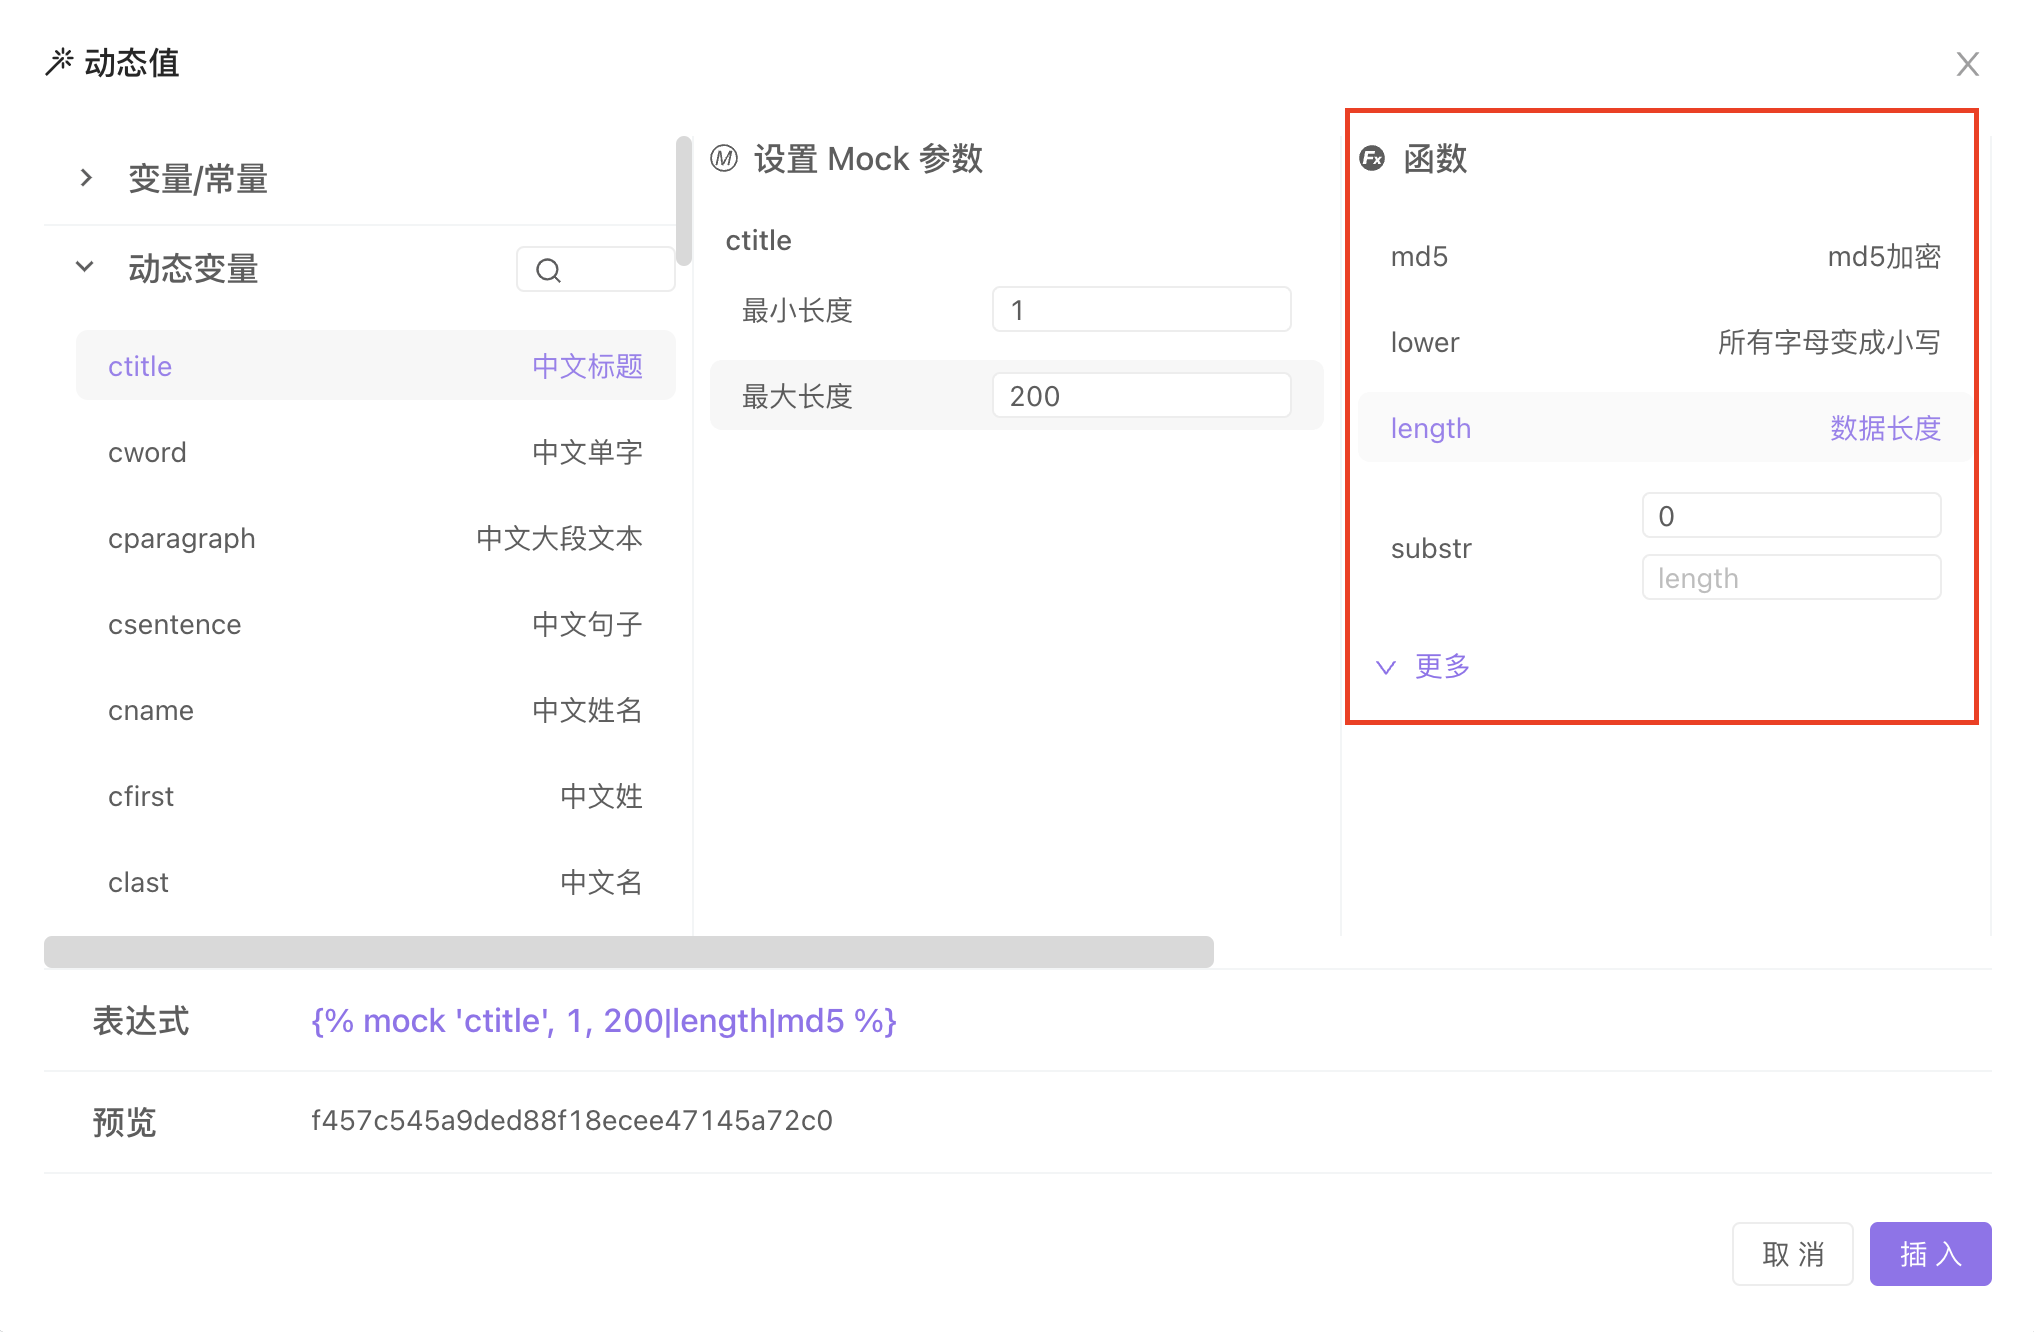 动态值
变量/常量
动态变量
ctitle 中文标题
cword 中文单字
cparagraph 中文大段文本
csentence 中文句子
cname 中文姓名
cfirst 中文姓
clast 中文名
设置 Mock 参数
ctitle
最小长度 1
最大长度 200
Fx 函数
md5 md5加密
lower 所有字母变成小写
length 数据长度
substr 0
length
更多
表达式 {% mock 'ctitle', 1, 200|length|md5 %}
预览 f457c545a9ded88f18ecee47145a72c0
取 消 插 入